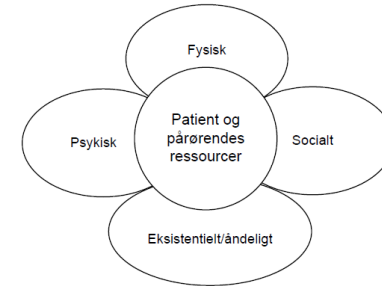 Fysisk
Patient og
pårørendes
ressourcer
Psykisk
Socialt
Eksistentielt/åndeligt